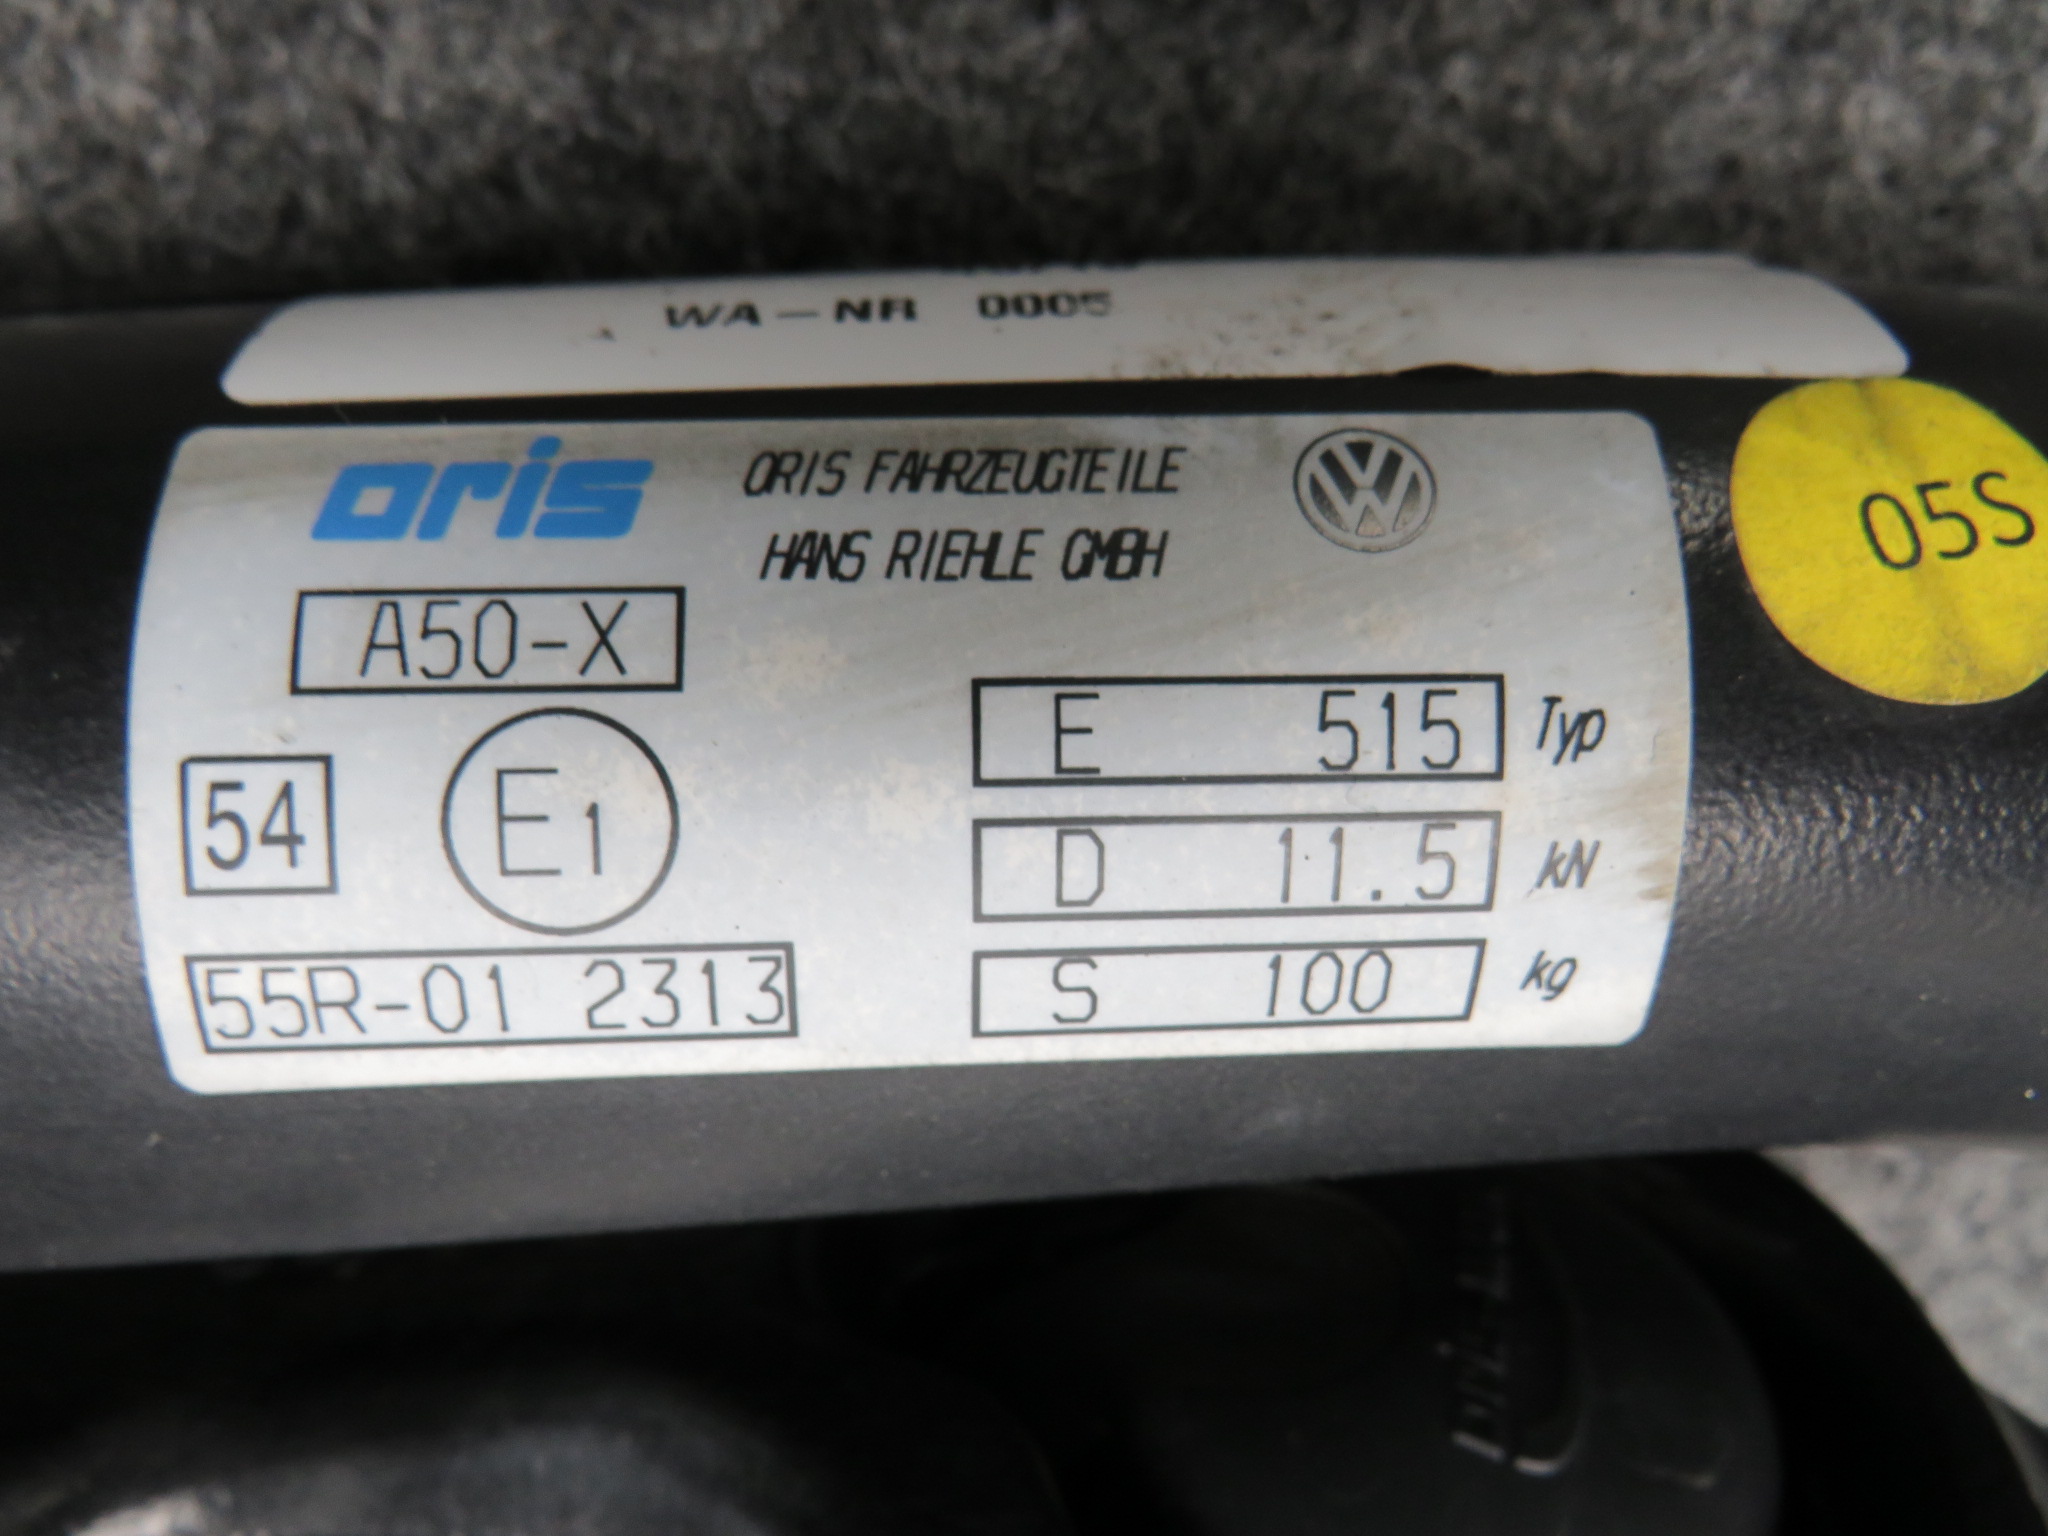 WA-NR 0005
oris
ORIS FAHRZEUGTEILE
HANS RIEHLE GMBH
05S
A50-X
E 515 Typ
54
E1
D 11.5 kN
55R-01 2313
S 100 kg